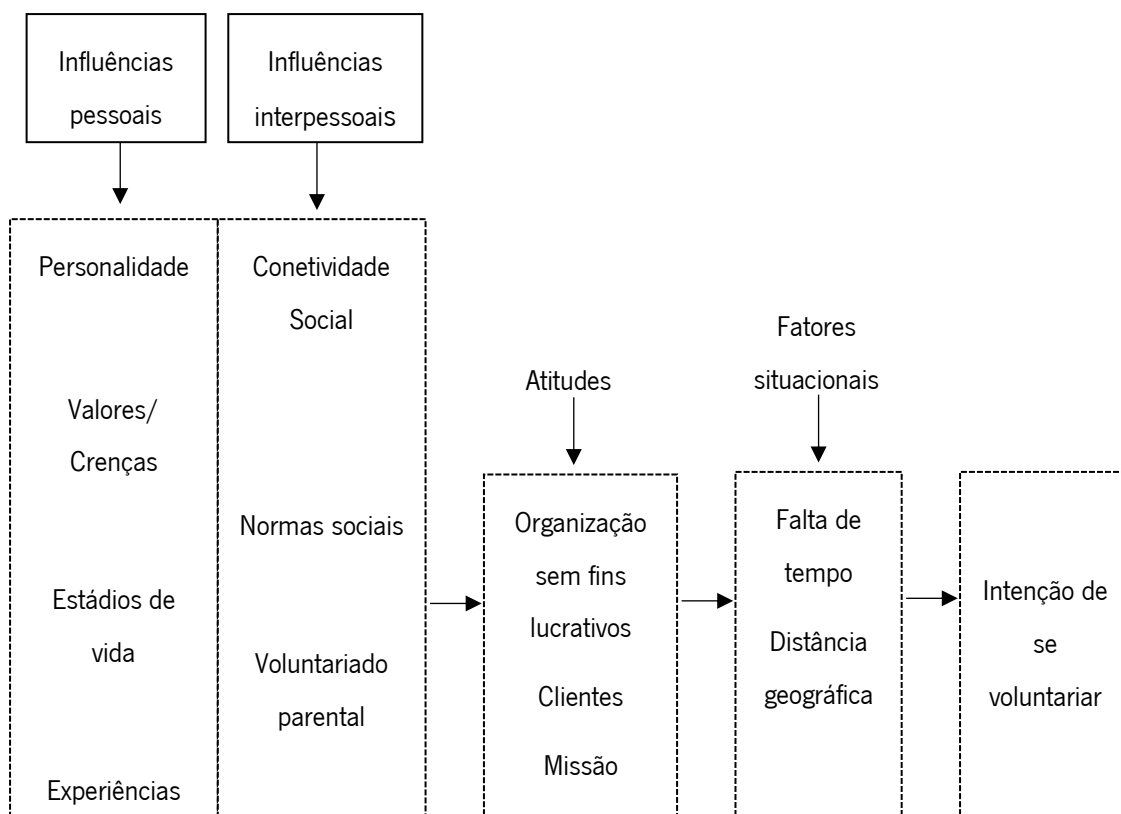 Influências
pessoais
Influências
interpessoais
Personalidade
Valores/
Crenças
Estádios de
vida
Experiências
Conetividade
Social
Normas sociais
Voluntariado
parental
Atitudes
Organização
sem fins
lucrativos
Clientes
Missão
Fatores
situacionais
Falta de
tempo
Distância
geográfica
Intenção de
se
voluntariar